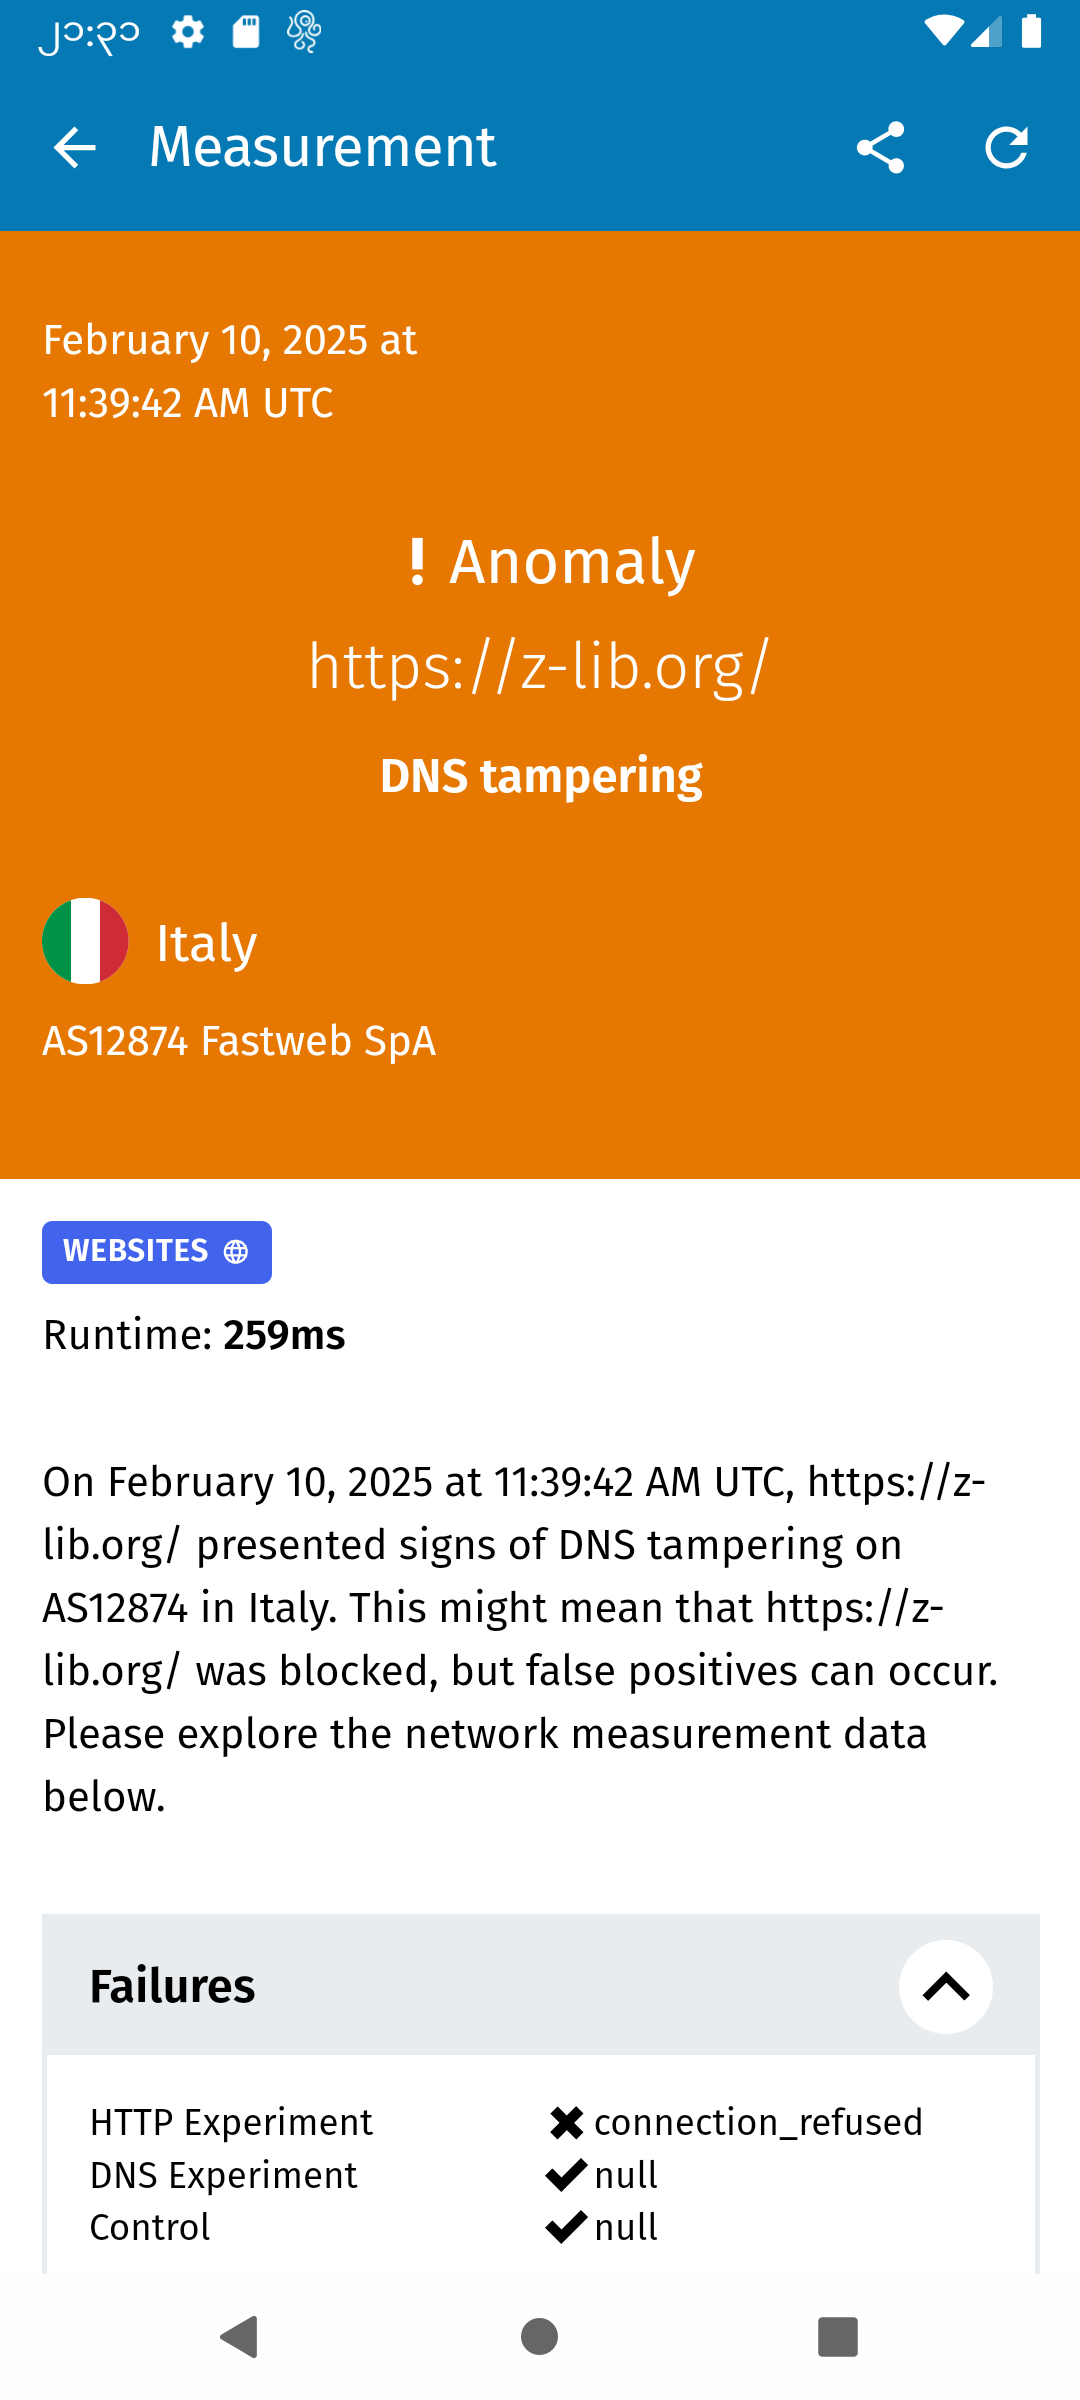 ၂၁:၃၁
Measurement
February 10, 2025 at
11:39:42 AM UTC
! Anomaly
https://z-lib.org/
DNS tampering
Italy
AS12874 Fastweb SpA
WEBSITES
Runtime: 259ms
On February 10, 2025 at 11:39:42 AM UTC, https://z-
lib.org/ presented signs of DNS tampering on
AS12874 in Italy. This might mean that https://z-
lib.org/ was blocked, but false positives can occur.
Please explore the network measurement data
below.
Failures
HTTP Experiment ✖ connection_refused
DNS Experiment ✔ null
Control ✔ null